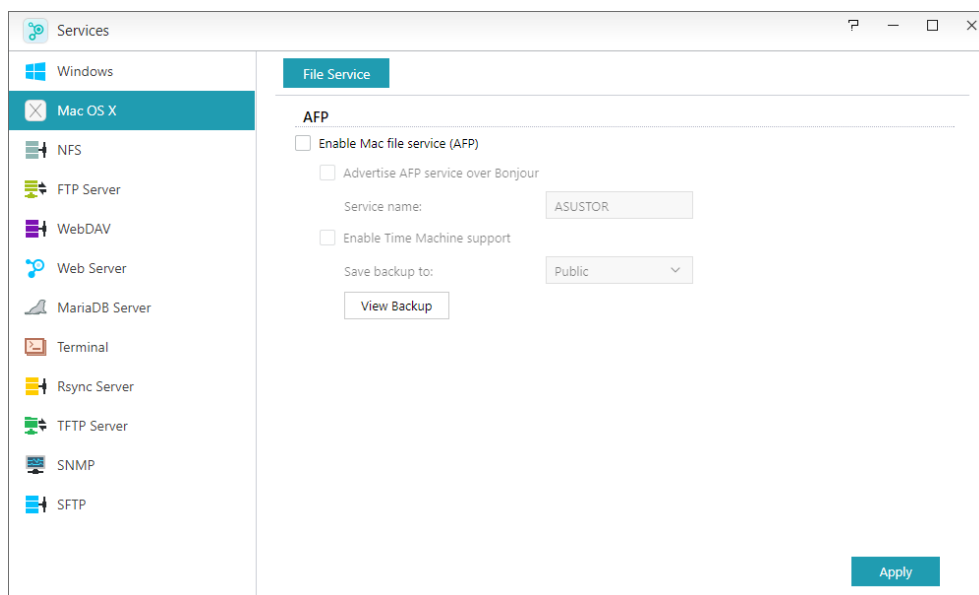 Services
Windows
Mac OS X
NFS
FTP Server
WebDAV
Web Server
MariaDB Server
Terminal
Rsync Server
TFTP Server
SNMP
SFTP
File Service
AFP
Enable Mac file service (AFP)
Advertise AFP service over Bonjour
Service name: ASUSTOR
Enable Time Machine support
Save backup to: Public
View Backup
Apply